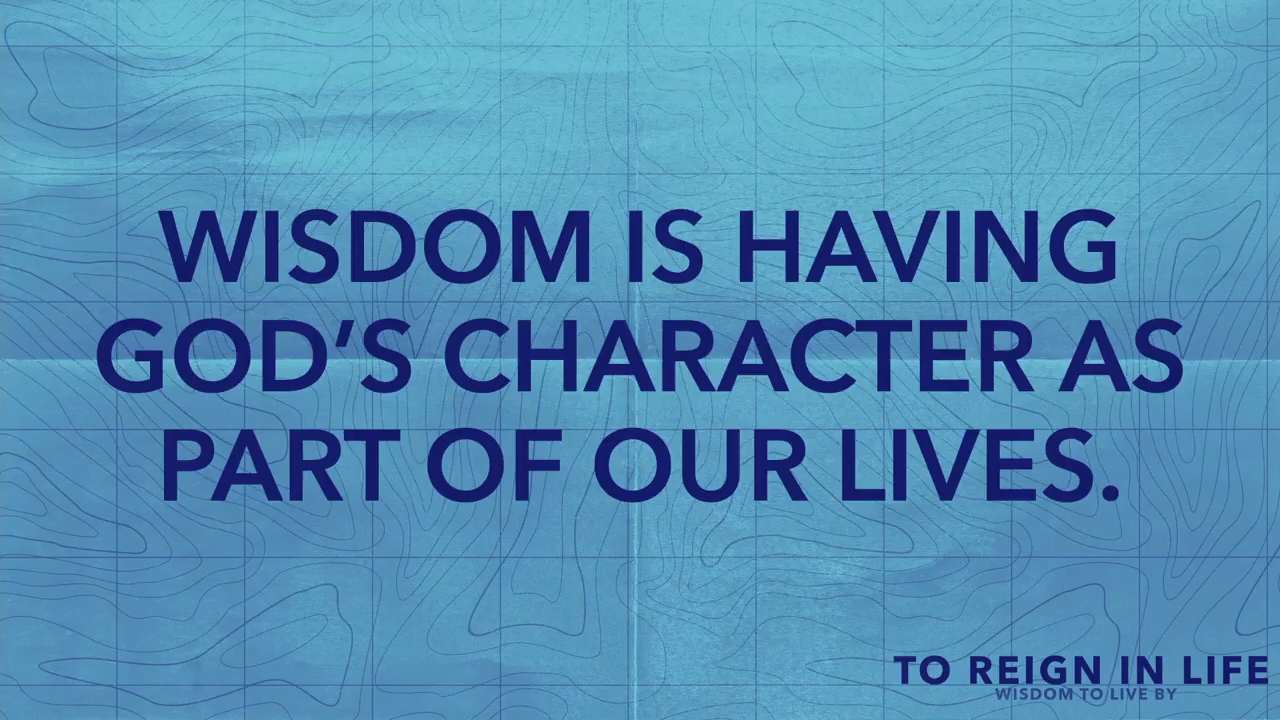 WISDOM IS HAVING
GOD’S CHARACTER AS
PART OF OUR LIVES.
TO REIGN IN LIFE
WISDOM TO LIVE BY